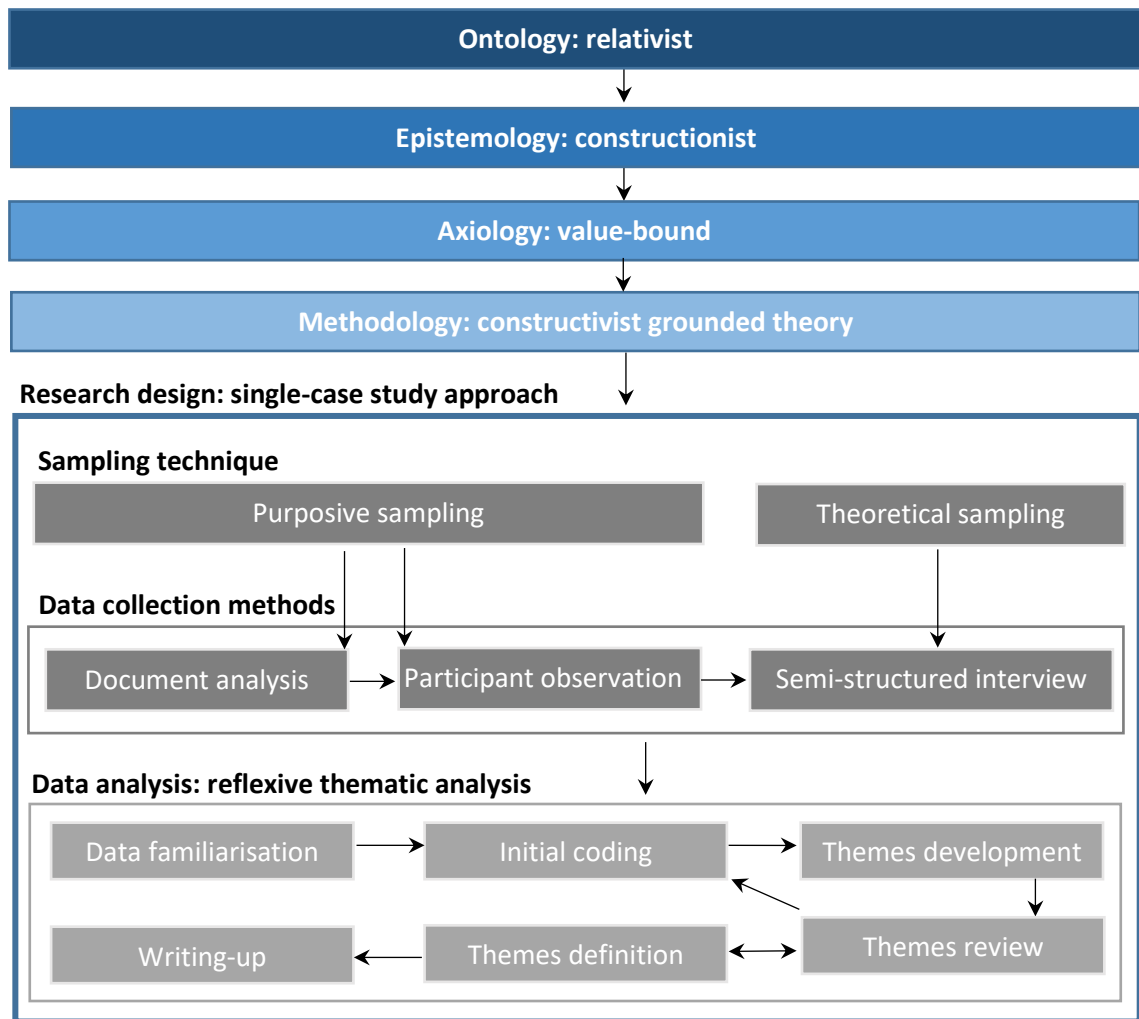 Ontology: relativist
Epistemology: constructionist
Axiology: value-bound
Methodology: constructivist grounded theory
Research design: single-case study approach
Sampling technique
Purposive sampling
Theoretical sampling
Data collection methods
Document analysis
Participant observation
Semi-structured interview
Data analysis: reflexive thematic analysis
Data familiarisation
Initial coding
Themes development
Writing-up
Themes definition
Themes review